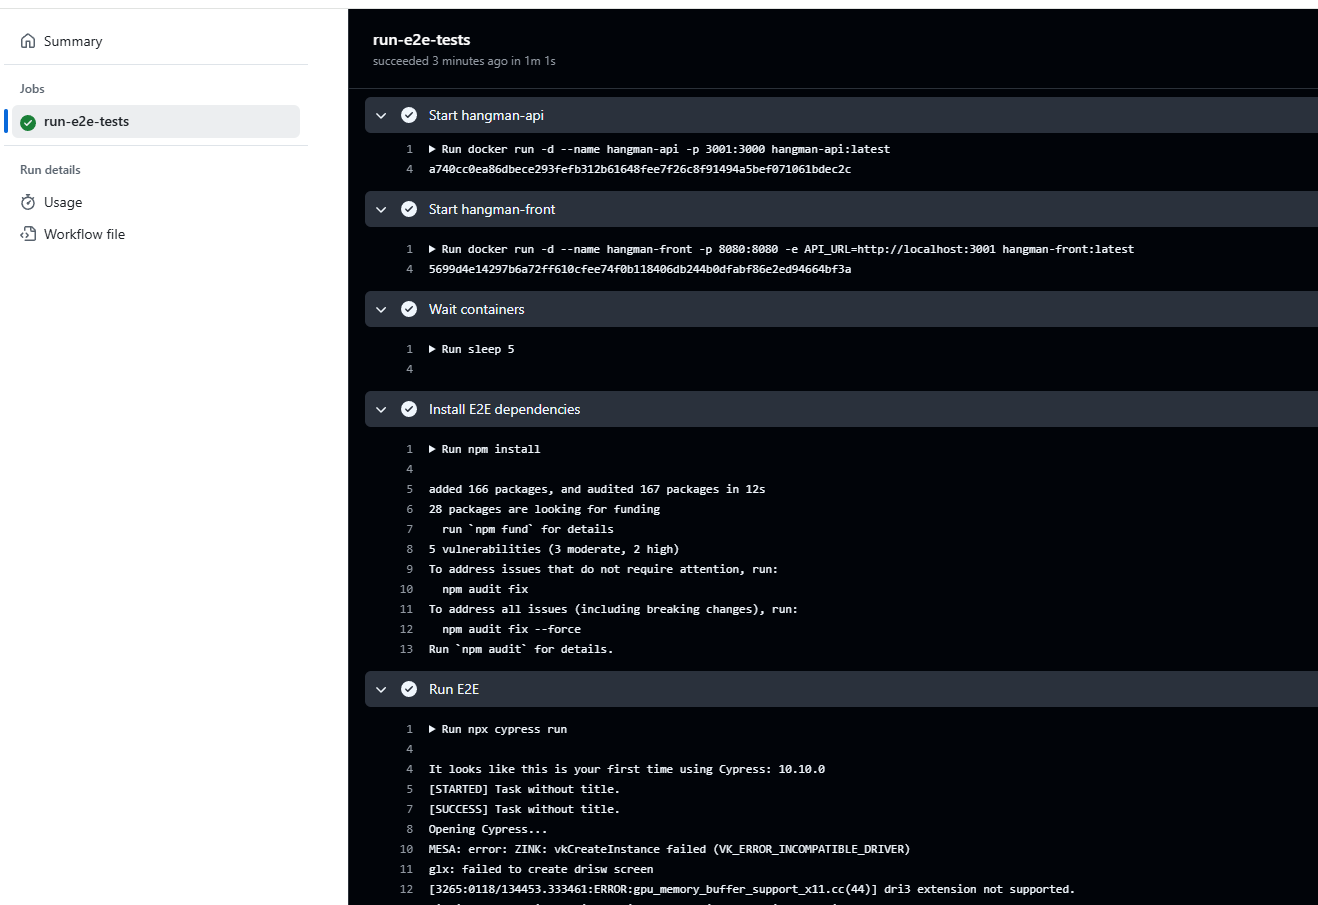 Summary
Jobs
run-e2e-tests
Run details
Usage
Workflow file
run-e2e-tests
succeeded 3 minutes ago in 1m 1s
Start hangman-api
1 Run docker run -d --name hangman-api -p 3001:3000 hangman-api:latest
4 a740cc0ea86dbece293fefb312b61648fee7f26c8f91494a5bef071061bdec2c
Start hangman-front
1 Run docker run -d --name hangman-front -p 8080:8080 -e API_URL=http://localhost:3001 hangman-front:latest
4 5699d4e14297b6a72ff610cfee74f0b118406db244b0dfabf86e2ed94664bf3a
Wait containers
1 Run sleep 5
4
Install E2E dependencies
1 Run npm install
4
5 added 166 packages, and audited 167 packages in 12s
6 28 packages are looking for funding
7 run `npm fund` for details
8 5 vulnerabilities (3 moderate, 2 high)
9 To address issues that do not require attention, run:
10 npm audit fix
11 To address all issues (including breaking changes), run:
12 npm audit fix --force
13 Run `npm audit` for details.
Run E2E
1 Run npx cypress run
4
4 It looks like this is your first time using Cypress: 10.10.0
5 [STARTED] Task without title.
7 [SUCCESS] Task without title.
8 Opening Cypress...
10 MESA: error: ZINK: vkCreateInstance failed (VK_ERROR_INCOMPATIBLE_DRIVER)
11 glx: failed to create drisw screen
12 [3265:0118/134453.333461:ERROR:gpu_memory_buffer_support_x11.cc(44)] dri3 extension not supported.